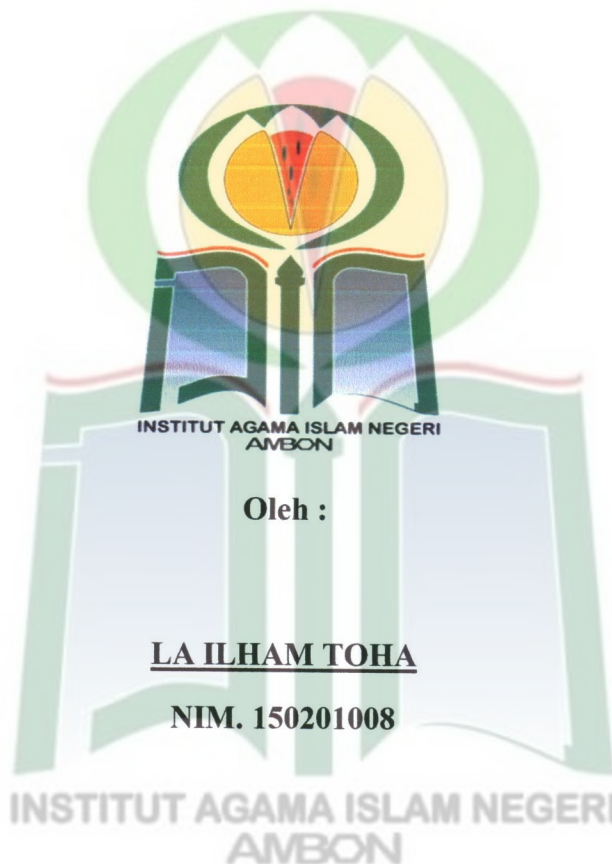 INSTITUT AGAMA ISLAM NEGERI
AMBON
Oleh :
LA ILHAM TOHA
NIM. 150201008
INSTITUT AGAMA ISLAM NEGERI
AMBON